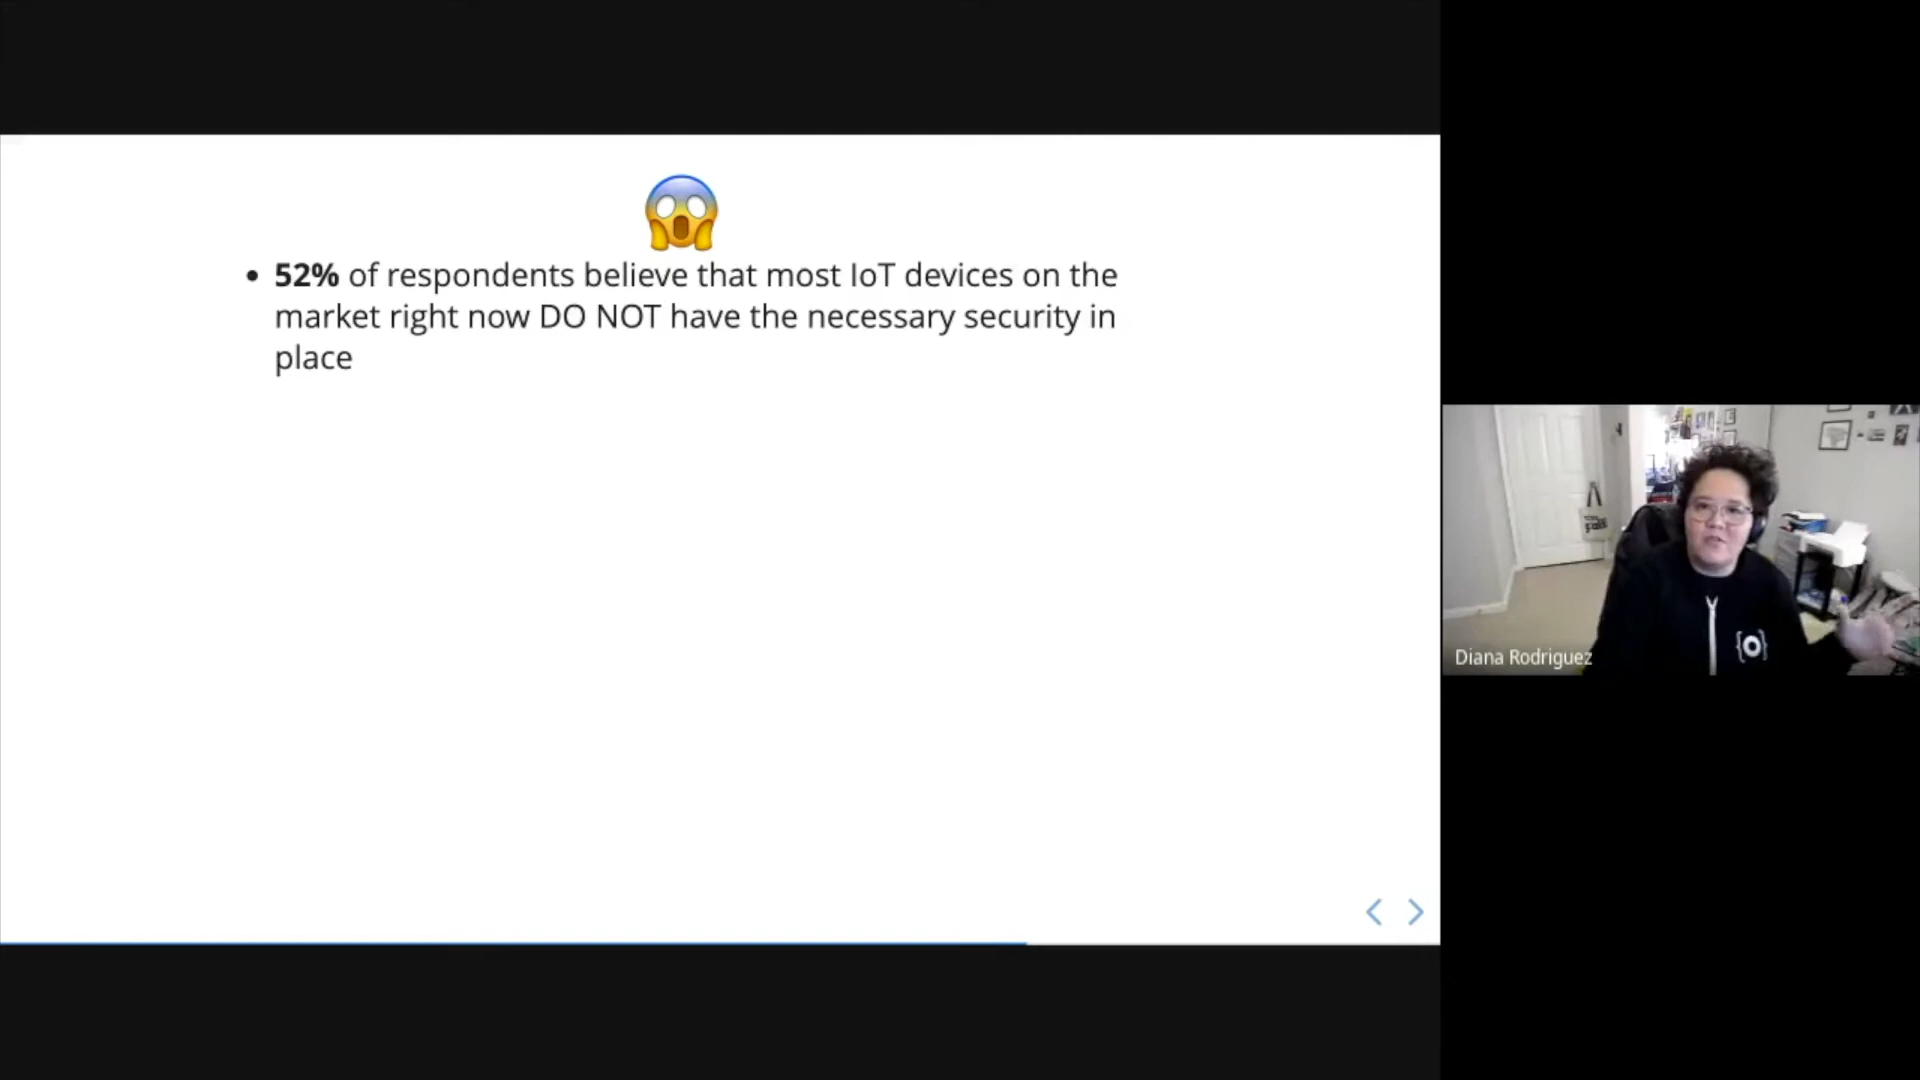 • 52% of respondents believe that most IoT devices on the
market right now DO NOT have the necessary security in
place
Diana Rodriguez